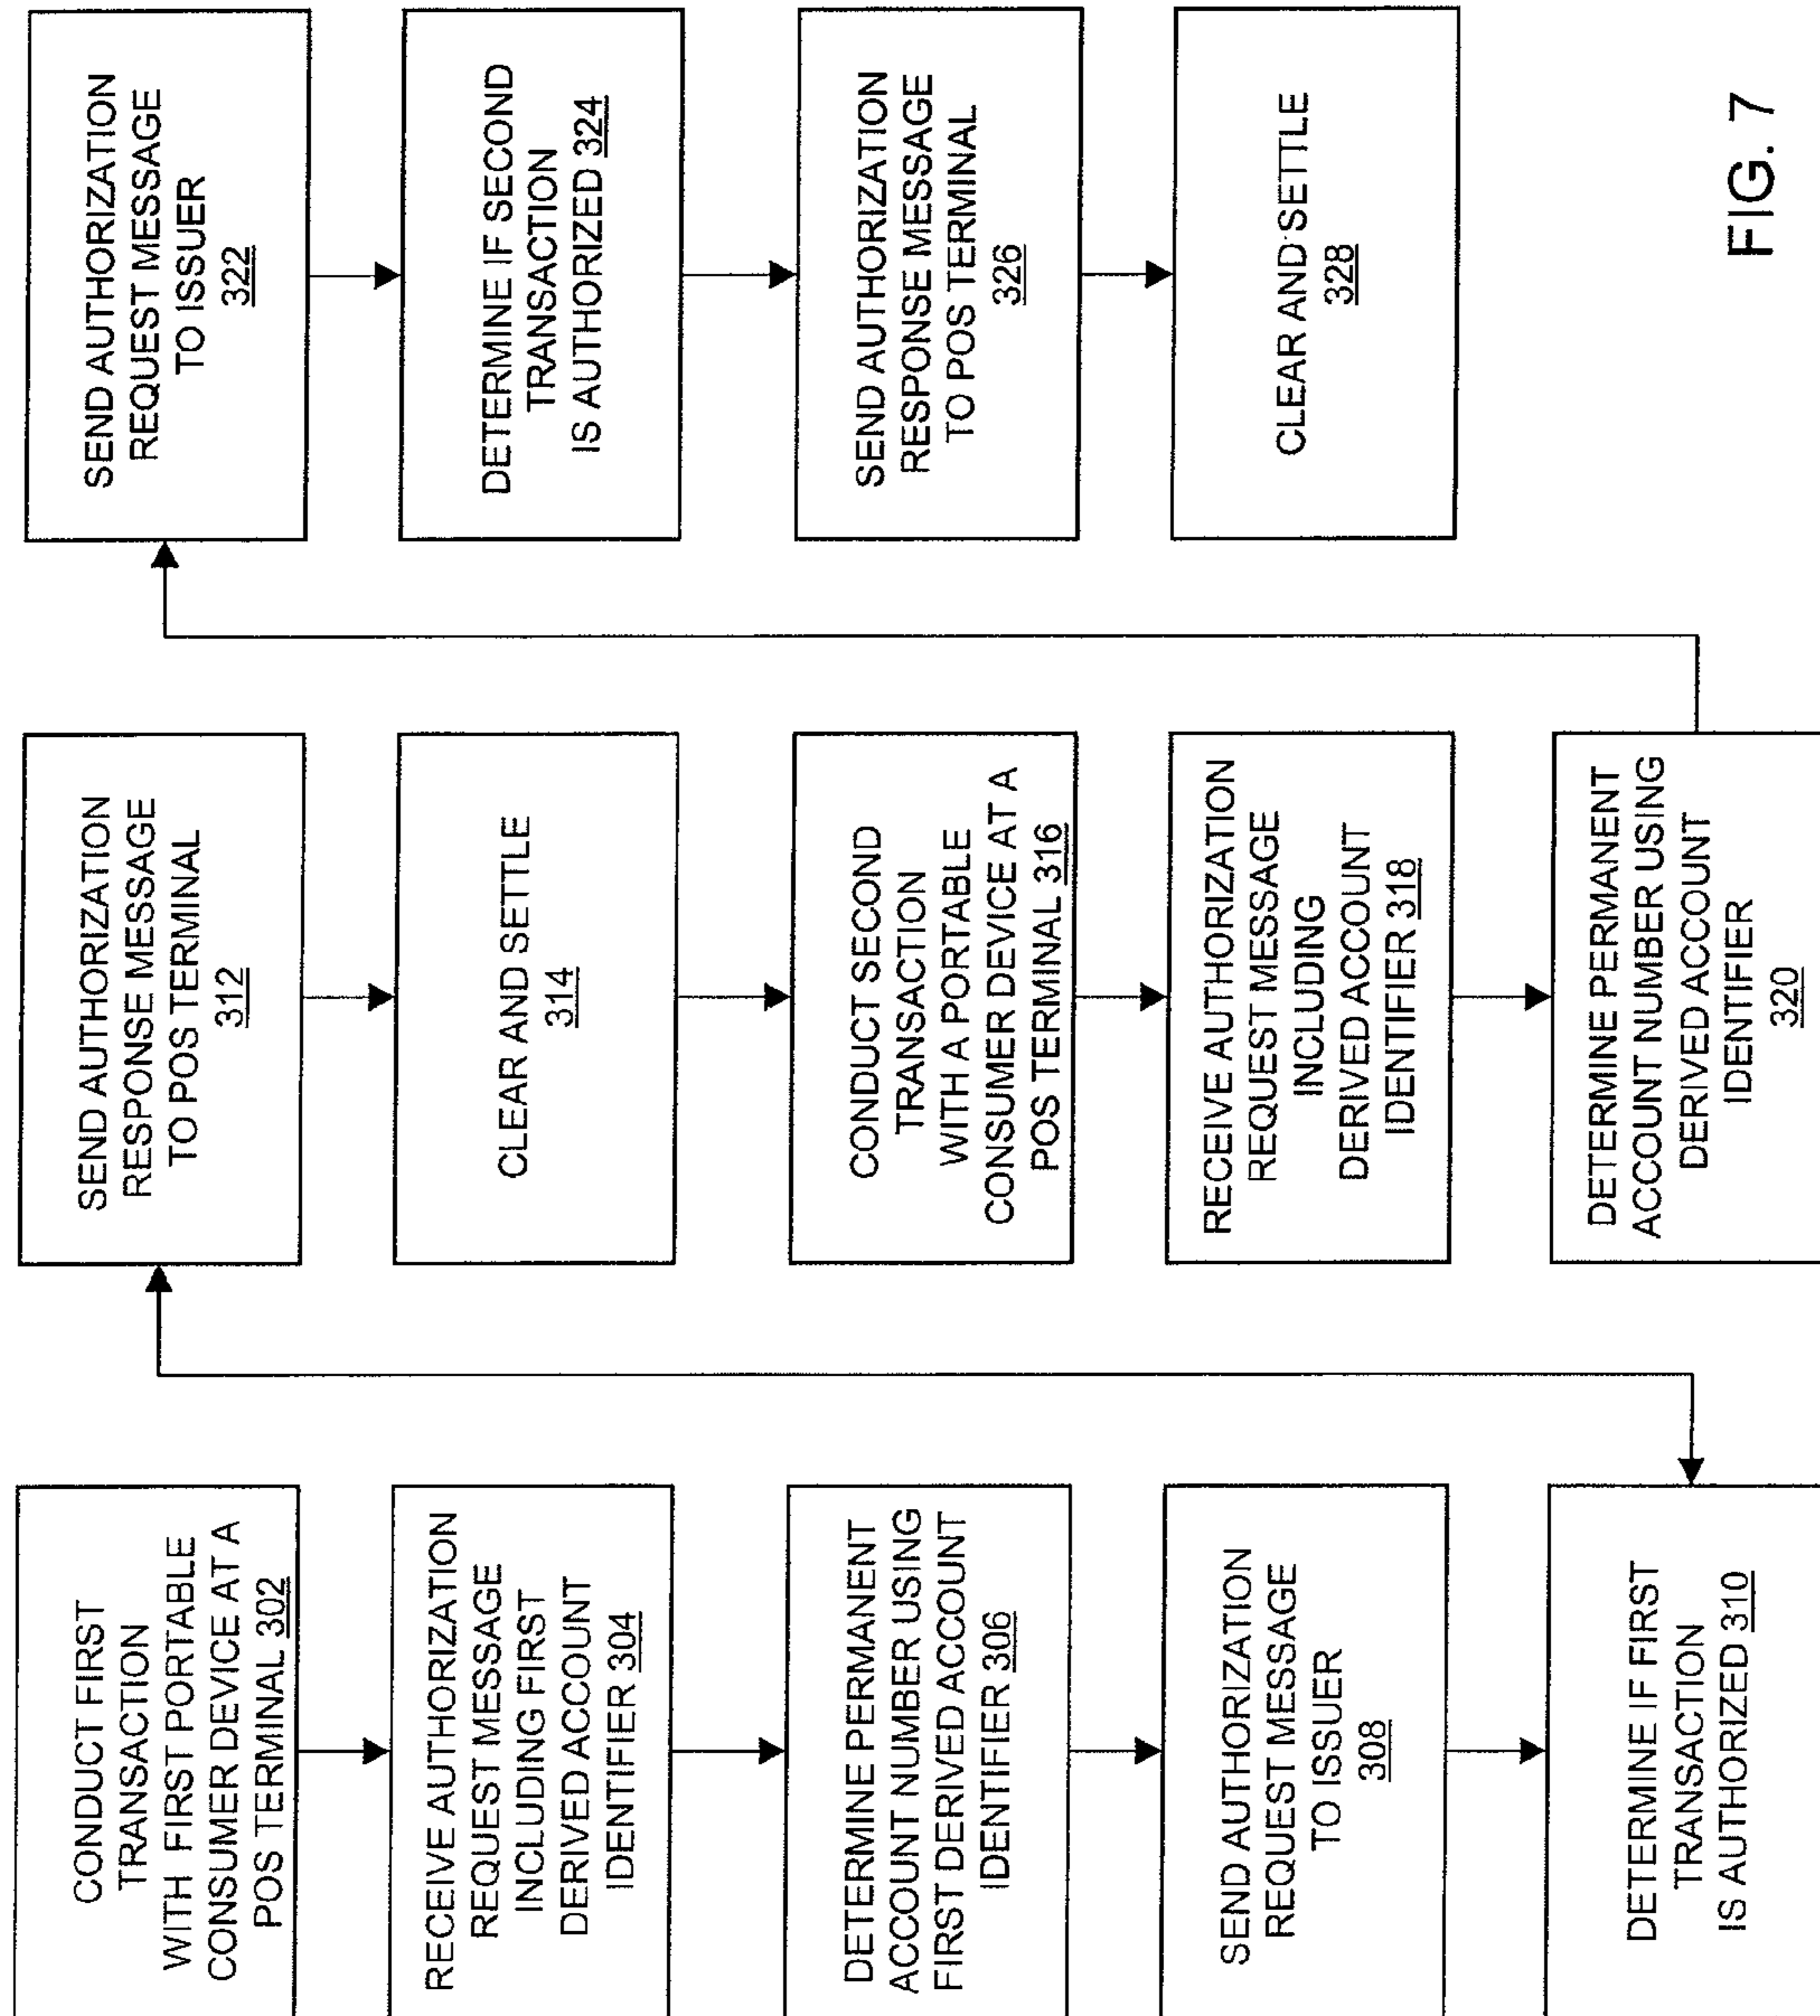 CONDUCT FIRST
TRANSACTION
WITH FIRST PORTABLE
CONSUMER DEVICE AT A
POS TERMINAL 302
RECEIVE AUTHORIZATION
REQUEST MESSAGE
INCLUDING FIRST
DERIVED ACCOUNT
IDENTIFIER 304
DETERMINE PERMANENT
ACCOUNT NUMBER USING
FIRST DERIVED ACCOUNT
IDENTIFIER 306
SEND AUTHORIZATION
REQUEST MESSAGE
TO ISSUER
308
DETERMINE IF FIRST
TRANSACTION
IS AUTHORIZED 310
SEND AUTHORIZATION
RESPONSE MESSAGE
TO POS TERMINAL
312
CLEAR AND SETTLE
314
CONDUCT SECOND
TRANSACTION
WITH A PORTABLE
CONSUMER DEVICE AT A
POS TERMINAL 316
RECEIVE AUTHORIZATION
REQUEST MESSAGE
INCLUDING
DERIVED ACCOUNT
IDENTIFIER 318
DETERMINE PERMANENT
ACCOUNT NUMBER USING
DERIVED ACCOUNT
IDENTIFIER
320
SEND AUTHORIZATION
REQUEST MESSAGE
TO ISSUER
322
DETERMINE IF SECOND
TRANSACTION
IS AUTHORIZED 324
SEND AUTHORIZATION
RESPONSE MESSAGE
TO POS TERMINAL
326
CLEAR AND SETTLE
328
FIG. 7